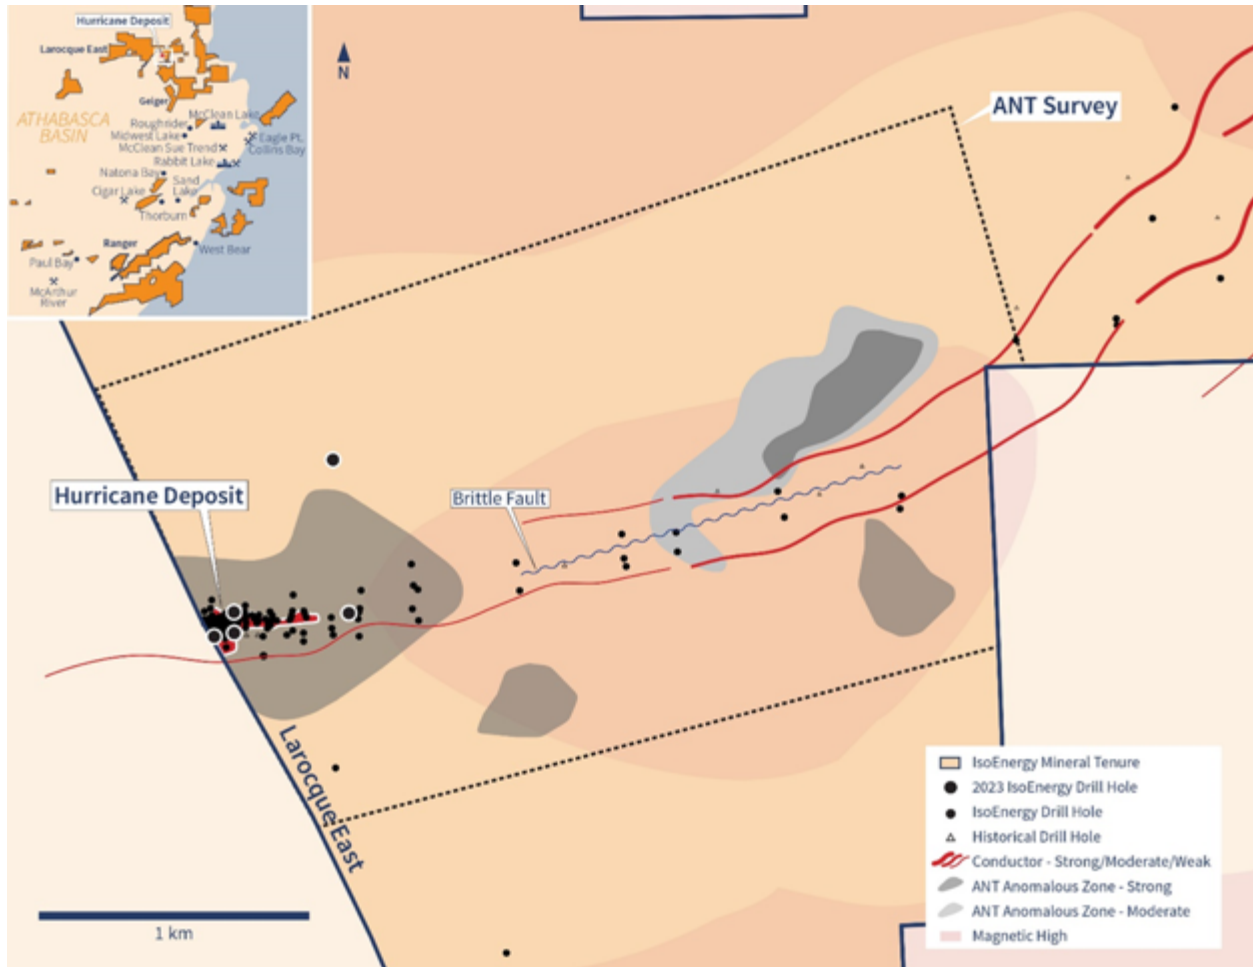 Hurricane Deposit
Larocque East
Geiger
ATHABASCA
BASIN
McClean Lake
Roughrider
Midwest Lake
Eagle Pt.
Collins Bay
McClean Sue Trend
Rabbit Lake
Natona Bay
Sand
Lake
Cigar Lake
Thorburn
Ranger
West Bear
Paul Bay
McArthur
River
N
ANT Survey
Hurricane Deposit
Brittle Fault
Larocque East
1 km
IsoEnergy Mineral Tenure
2023 IsoEnergy Drill Hole
IsoEnergy Drill Hole
Historical Drill Hole
Conductor - Strong/Moderate/Weak
ANT Anomalous Zone - Strong
ANT Anomalous Zone - Moderate
Magnetic High